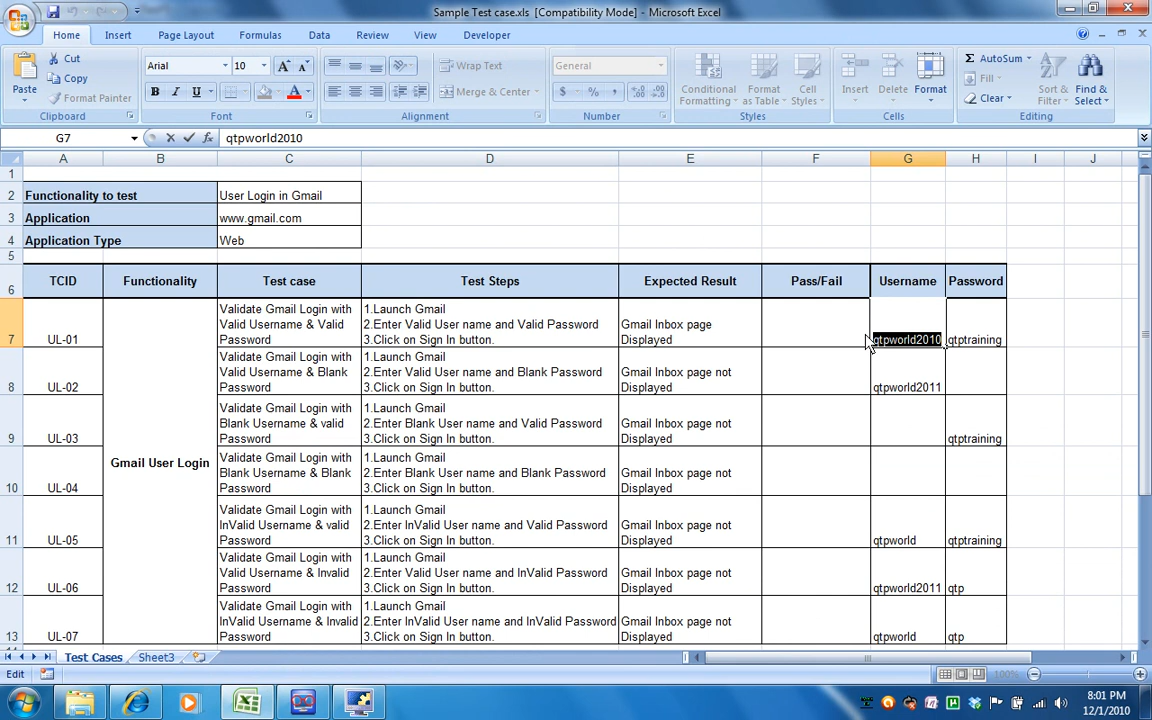 Sample Test case.xls [Compatibility Mode] - Microsoft Excel
Home Insert Page Layout Formulas Data Review View Developer
Paste
Cut
Copy
Format Painter
Clipboard
Arial 10
B I U
Font
Wrap Text
Merge & Center
Alignment
General
$ % ,
Number
Conditional Formatting
Format as Table
Cell Styles
Styles
Insert Delete Format
Cells
AutoSum
Fill
Clear
Sort & Filter
Find & Select
Editing
G7 fx qtpworld2010
A B C D E F G H I J
1
2 Functionality to test User Login in Gmail
3 Application www.gmail.com
4 Application Type Web
5
6 TCID Functionality Test case Test Steps Expected Result Pass/Fail Username Password
Validate Gmail Login with 1.Launch Gmail
Valid Username & Valid 2.Enter Valid User name and Valid Password Gmail Inbox page
7 UL-01 Password 3.Click on Sign In button. Displayed qtpworld2010 qtptraining
Validate Gmail Login with 1.Launch Gmail
Valid Username & Blank 2.Enter Valid User name and Blank Password Gmail Inbox page not
8 UL-02 Password 3.Click on Sign In button. Displayed qtpworld2011
Validate Gmail Login with 1.Launch Gmail
Blank Username & valid 2.Enter Blank User name and Valid Password Gmail Inbox page not
9 UL-03 Password 3.Click on Sign In button. Displayed qtptraining
Gmail User Login
Validate Gmail Login with 1.Launch Gmail
Blank Username & Blank 2.Enter Blank User name and Blank Password Gmail Inbox page not
10 UL-04 Password 3.Click on Sign In button. Displayed
Validate Gmail Login with 1.Launch Gmail
InValid Username & valid 2.Enter InValid User name and Valid Password Gmail Inbox page not
11 UL-05 Password 3.Click on Sign In button. Displayed qtpworld qtptraining
Validate Gmail Login with 1.Launch Gmail
Valid Username & Invalid 2.Enter Valid User name and InValid Password Gmail Inbox page not
12 UL-06 Password 3.Click on Sign In button. Displayed qtpworld2011 qtp
Validate Gmail Login with 1.Launch Gmail
InValid Username & Invalid 2.Enter InValid User name and InValid Password Gmail Inbox page not
13 UL-07 Password 3.Click on Sign In button. Displayed qtpworld qtp
Test Cases Sheet3
Edit 100%
8:01 PM
12/1/2010